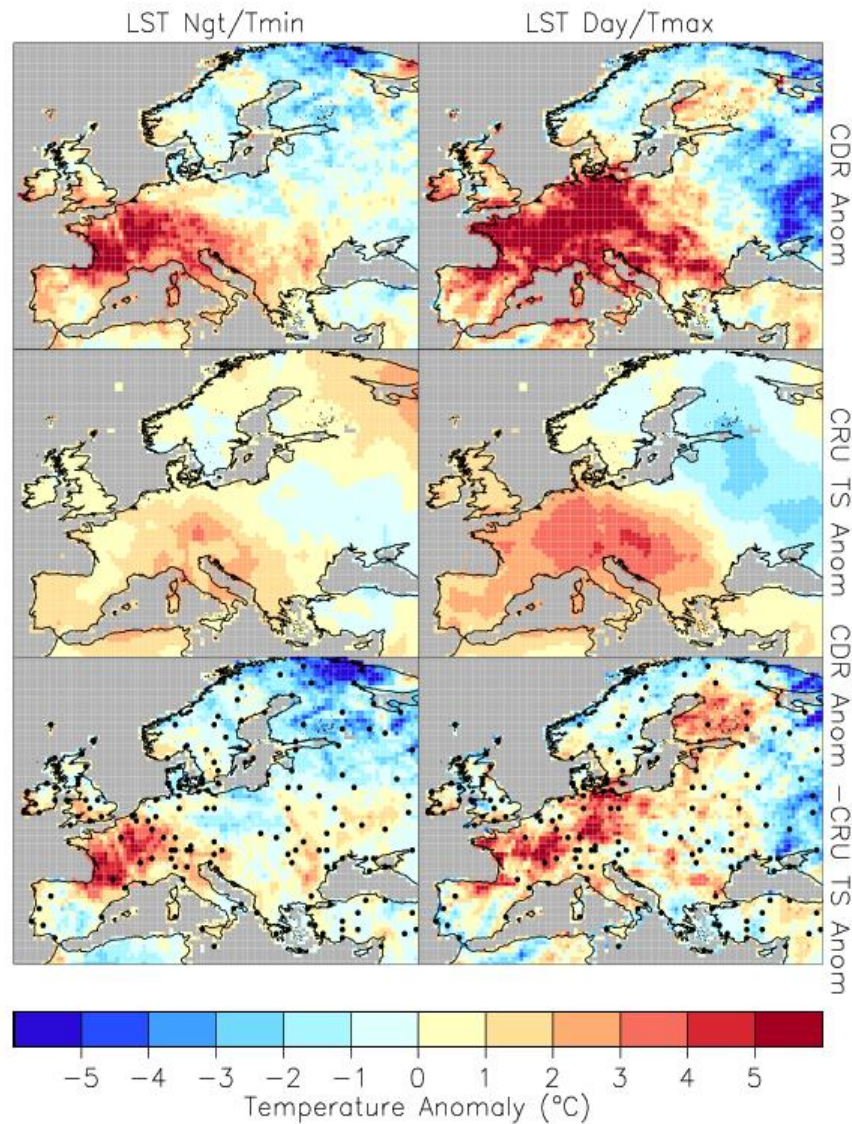 LST Ngt/Tmin
LST Day/Tmax
CDR Anom
CRU TS Anom
CDR Anom -CRU TS Anom
-5 -4 -3 -2 -1 0 1 2 3 4 5
Temperature Anomaly (°C)